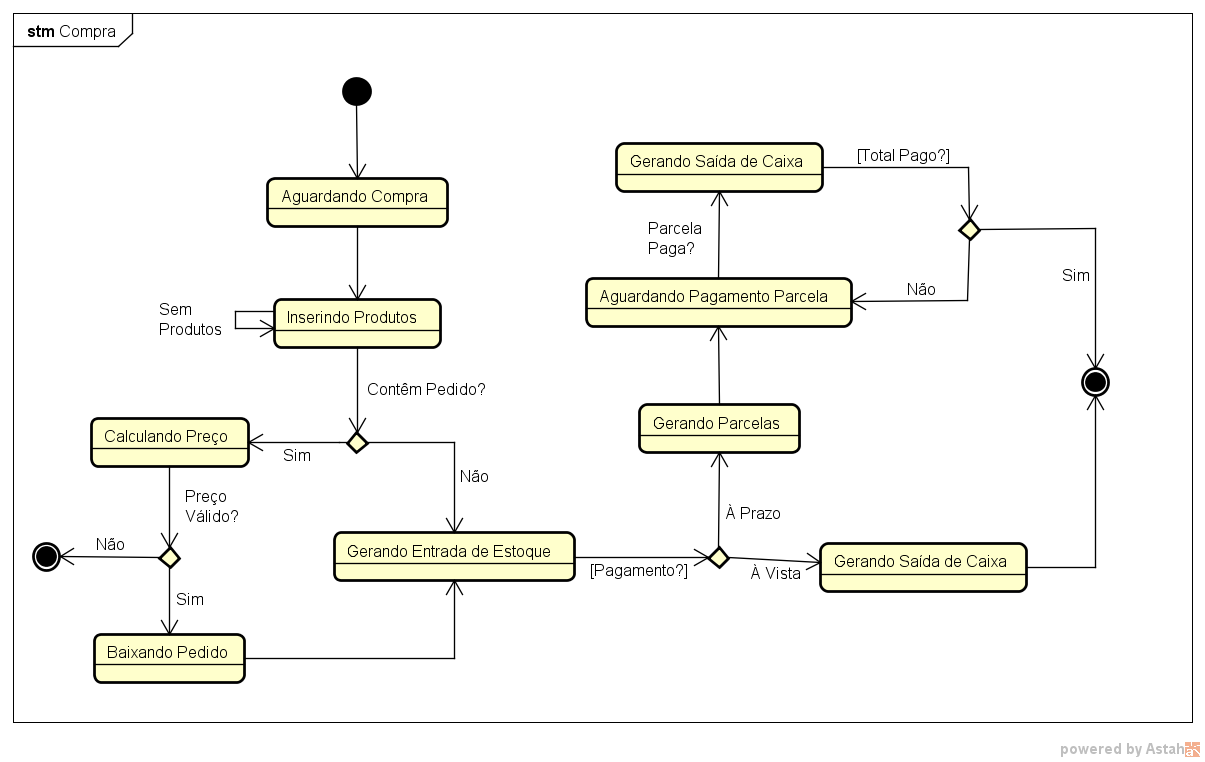 stm Compra
Aguardando Compra
Sem
Produtos
Inserindo Produtos
Contêm Pedido?
Calculando Preço
Sim
Não
Preço
Válido?
Não
Sim
Baixando Pedido
Gerando Entrada de Estoque
[Pagamento?]
À Prazo
À Vista
Gerando Saída de Caixa
Gerando Parcelas
Aguardando Pagamento Parcela
Parcela
Paga?
Gerando Saída de Caixa
[Total Pago?]
Não
Sim
powered by Astah